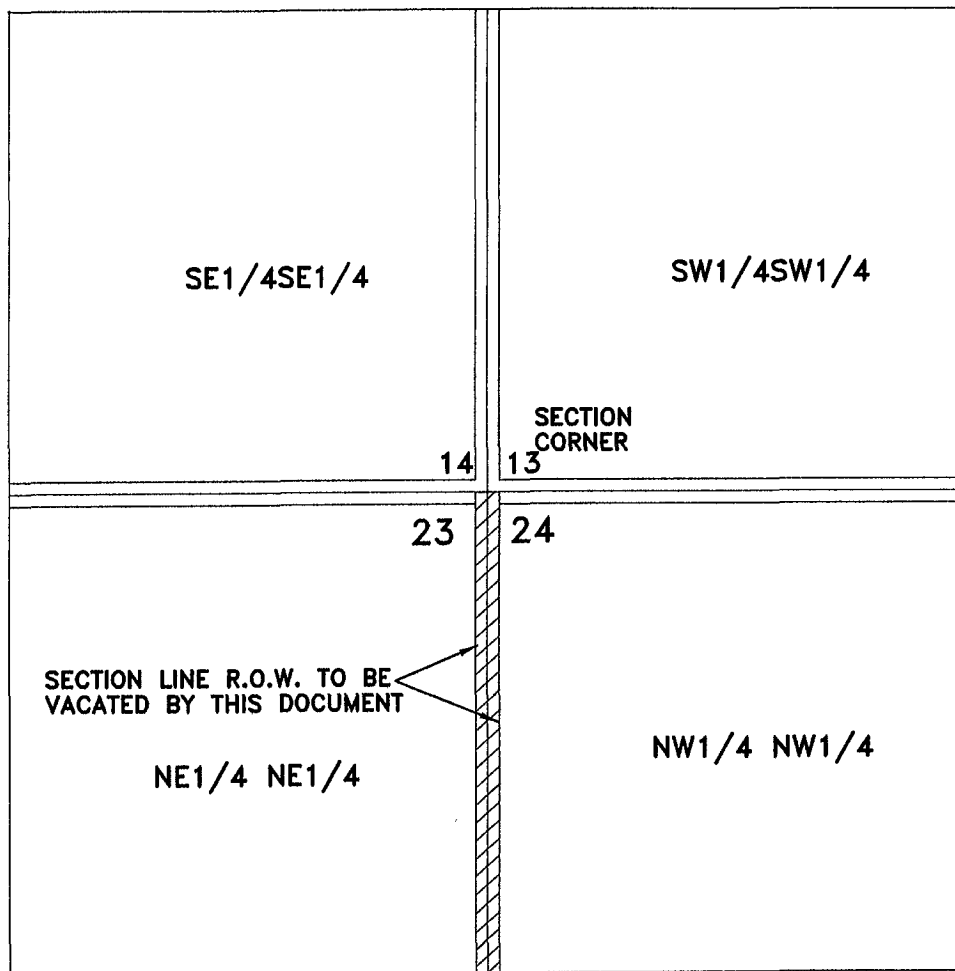 SE1/4SE1/4
SW1/4SW1/4
SECTION
CORNER
14
13
23
24
SECTION LINE R.O.W. TO BE
VACATED BY THIS DOCUMENT
NE1/4 NE1/4
NW1/4 NW1/4